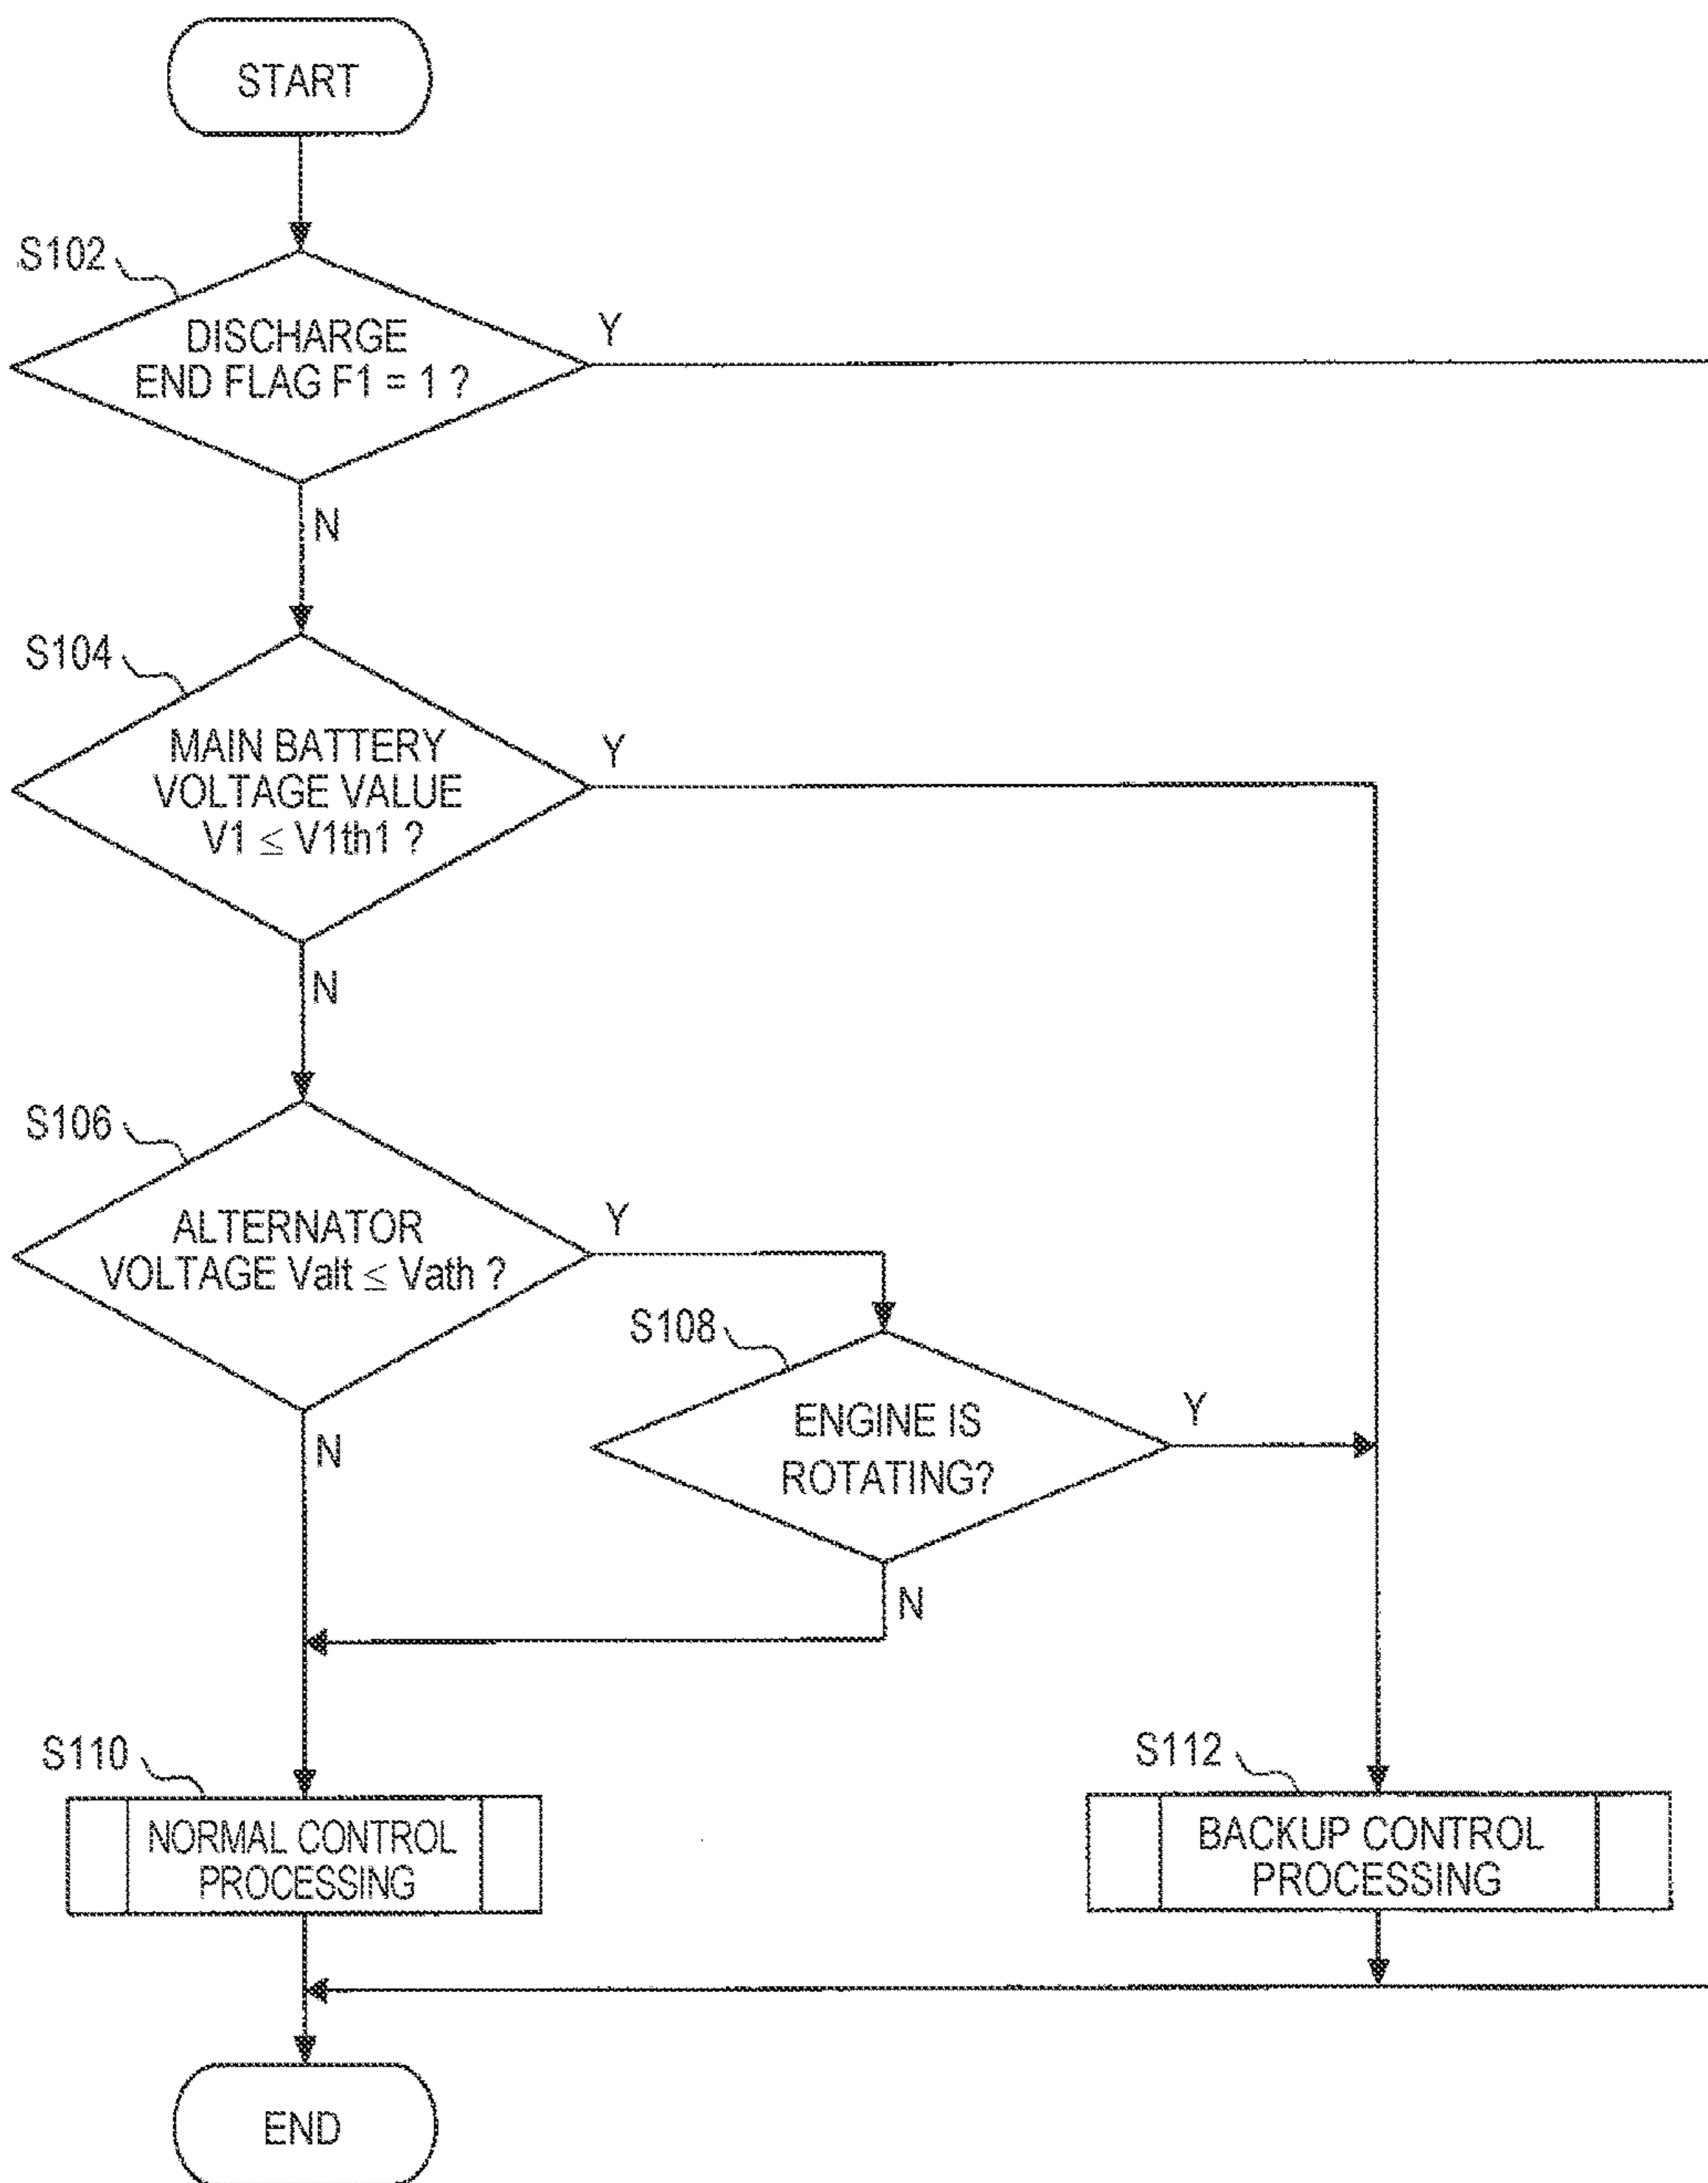 START
S102
DISCHARGE
END FLAG F1 = 1 ?
Y
N
S104
MAIN BATTERY
VOLTAGE VALUE
V1 ≤ V1th1 ?
Y
N
S106
ALTERNATOR
VOLTAGE Valt ≤ Vath ?
Y
N
S108
ENGINE IS
ROTATING?
Y
N
S110
NORMAL CONTROL
PROCESSING
S112
BACKUP CONTROL
PROCESSING
END